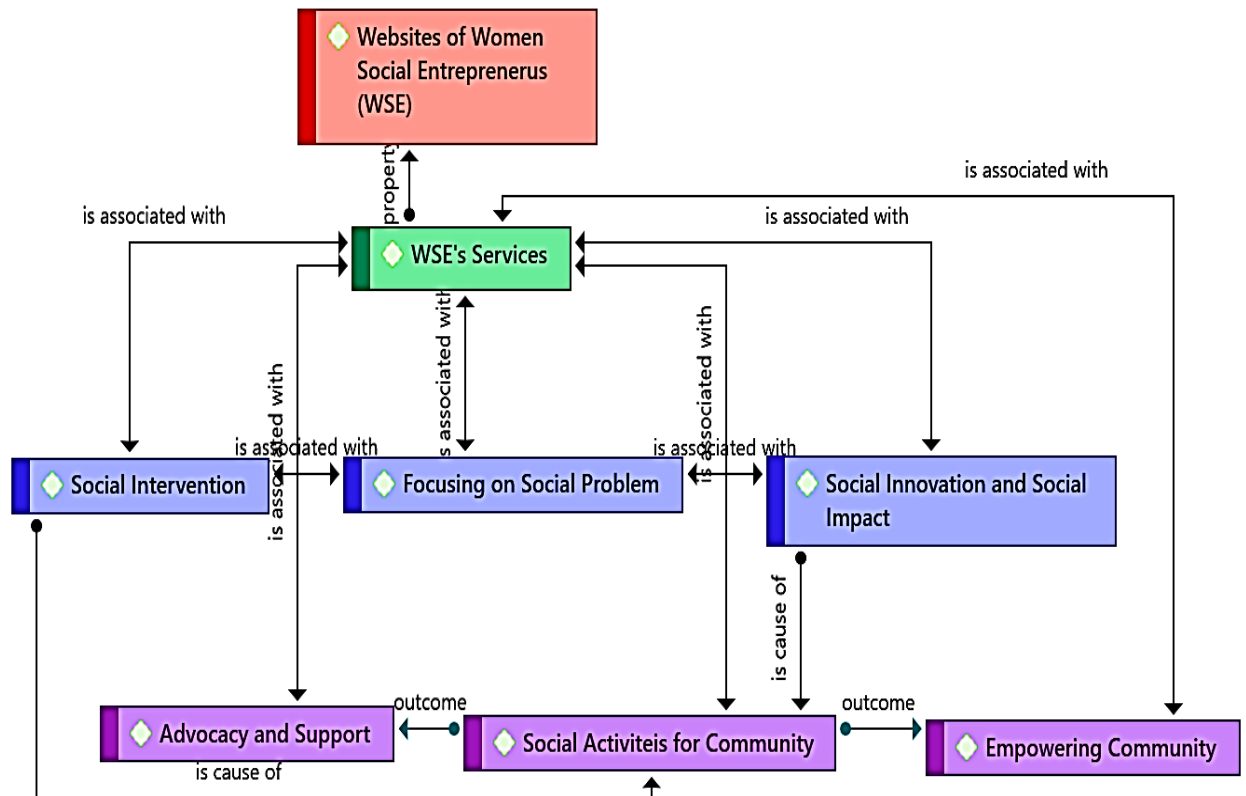 Websites of Women
Social Entreprenerus
(WSE)
property
is associated with
is associated with
is associated with
WSE's Services
is associated with
is associated with
is associated with
is associated with
is associated with
Social Intervention
Focusing on Social Problem
Social Innovation and Social
Impact
is cause of
outcome
outcome
Advocacy and Support
Social Activiteis for Community
Empowering Community
is cause of